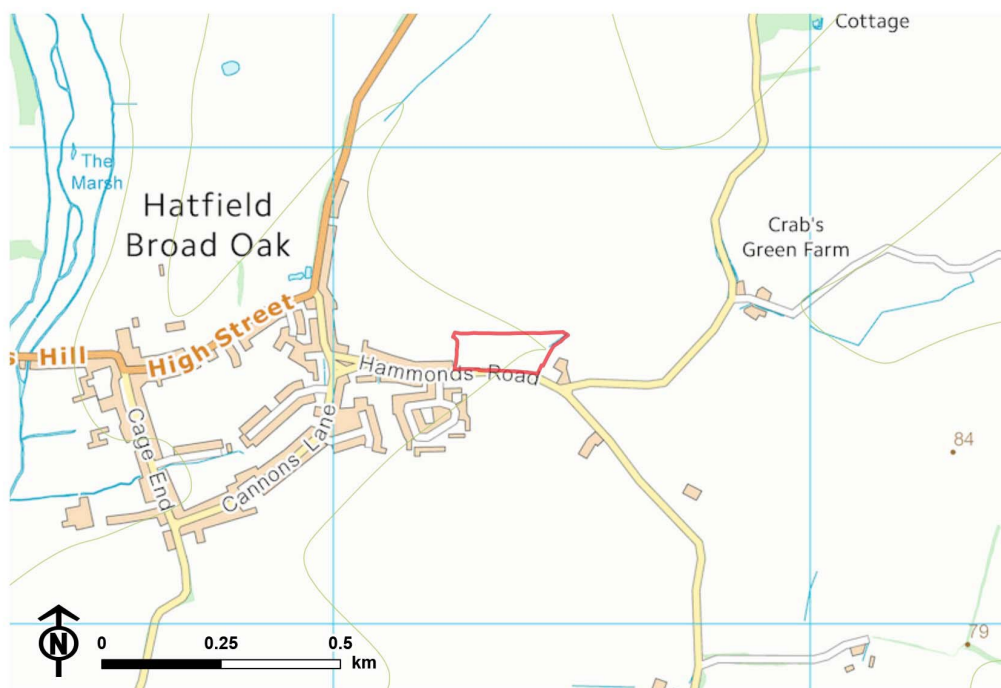 Cottage
The
Marsh
Hatfield
Broad Oak
Crab's
Green Farm
High Street
s Hill
Hammonds Road
Cage End
Cannons Lane
84
79
N
0 0.25 0.5
km